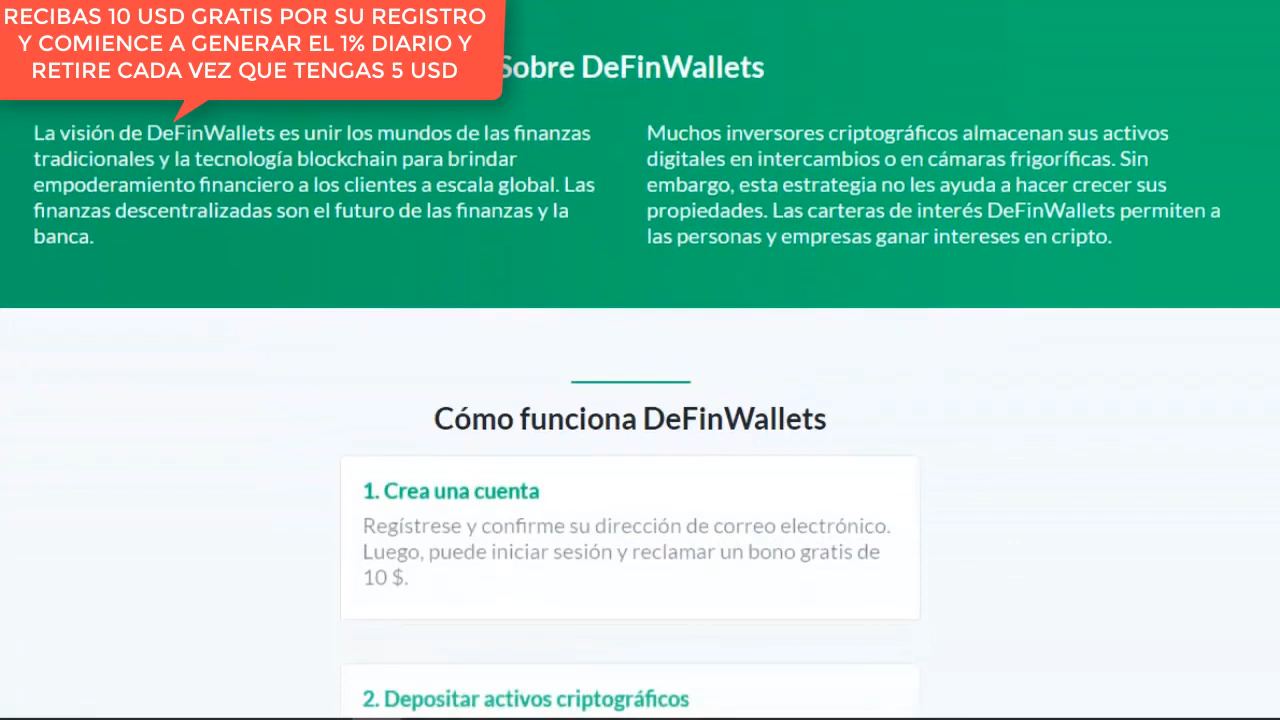 RECIBAS 10 USD GRATIS POR SU REGISTRO
Y COMIENCE A GENERAR EL 1% DIARIO Y
RETIRE CADA VEZ QUE TENGAS 5 USD
Sobre DeFinWallets
La visión de DeFinWallets es unir los mundos de las finanzas
tradicionales y la tecnología blockchain para brindar
empoderamiento financiero a los clientes a escala global. Las
finanzas descentralizadas son el futuro de las finanzas y la
banca.
Muchos inversores criptográficos almacenan sus activos
digitales en intercambios o en cámaras frigoríficas. Sin
embargo, esta estrategia no les ayuda a hacer crecer sus
propiedades. Las carteras de interés DeFinWallets permiten a
las personas y empresas ganar intereses en cripto.
Cómo funciona DeFinWallets
1. Crea una cuenta
Regístrese y confirme su dirección de correo electrónico.
Luego, puede iniciar sesión y reclamar un bono gratis de
10 $.
2. Depositar activos criptográficos